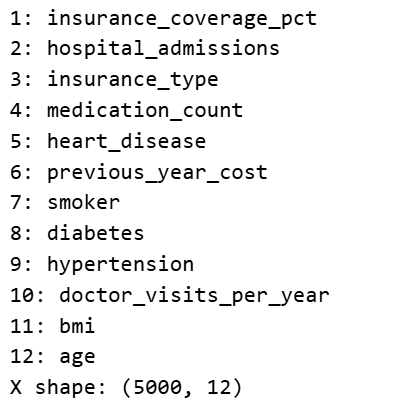 1: insurance_coverage_pct
2: hospital_admissions
3: insurance_type
4: medication_count
5: heart_disease
6: previous_year_cost
7: smoker
8: diabetes
9: hypertension
10: doctor_visits_per_year
11: bmi
12: age
X shape: (5000, 12)